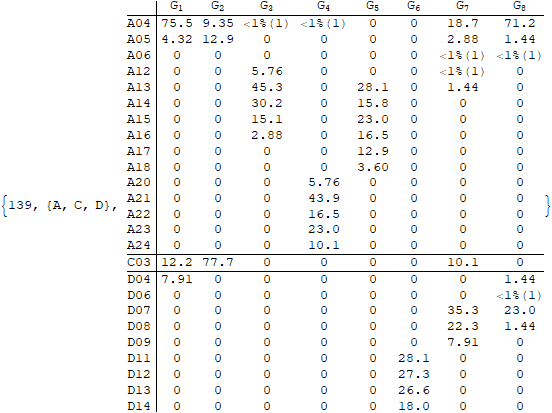 G1 G2 G3 G4 G5 G6 G7 G8
A04 75.5 9.35 <1%(1) <1%(1) 0 0 18.7 71.2
A05 4.32 12.9 0 0 0 0 2.88 1.44
A06 0 0 0 0 0 0 <1%(1) <1%(1)
A12 0 0 5.76 0 0 0 <1%(1) 0
A13 0 0 45.3 0 28.1 0 1.44 0
A14 0 0 30.2 0 15.8 0 0 0
A15 0 0 15.1 0 23.0 0 0 0
A16 0 0 2.88 0 16.5 0 0 0
A17 0 0 0 0 12.9 0 0 0
A18 0 0 0 0 3.60 0 0 0
A20 0 0 0 5.76 0 0 0 0
{139, {A, C, D}, A21 0 0 0 43.9 0 0 0 0 }
A22 0 0 0 16.5 0 0 0 0
A23 0 0 0 23.0 0 0 0 0
A24 0 0 0 10.1 0 0 0 0
C03 12.2 77.7 0 0 0 0 10.1 0
D04 7.91 0 0 0 0 0 0 1.44
D06 0 0 0 0 0 0 0 <1%(1)
D07 0 0 0 0 0 0 35.3 23.0
D08 0 0 0 0 0 0 22.3 1.44
D09 0 0 0 0 0 0 7.91 0
D11 0 0 0 0 0 28.1 0 0
D12 0 0 0 0 0 27.3 0 0
D13 0 0 0 0 0 26.6 0 0
D14 0 0 0 0 0 18.0 0 0